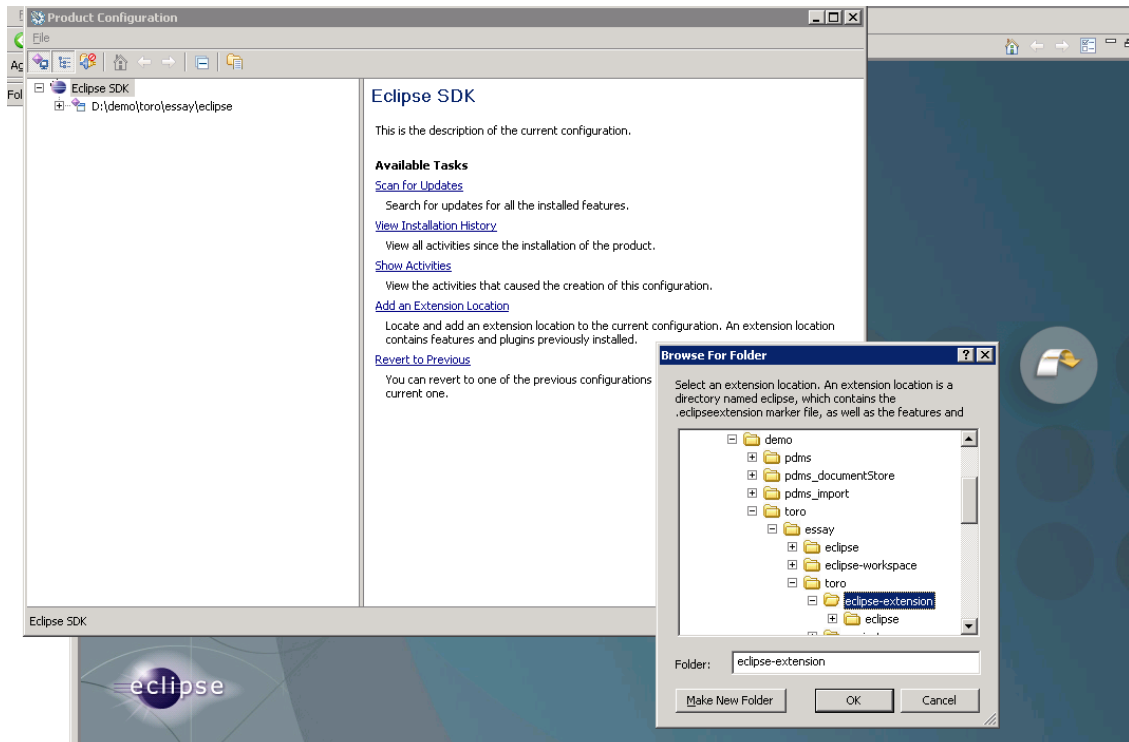 Product Configuration
File
Ag
Fol
Eclipse SDK
D:\demo\toro\essay\eclipse
Eclipse SDK
This is the description of the current configuration.
Available Tasks
Scan for Updates
Search for updates for all the installed features.
View Installation History
View all activities since the installation of the product.
Show Activities
View the activities that caused the creation of this configuration.
Add an Extension Location
Locate and add an extension location to the current configuration. An extension location
contains features and plugins previously installed.
Revert to Previous
You can revert to one of the previous configurations
current one.
Eclipse SDK
Browse For Folder
Select an extension location. An extension location is a
directory named eclipse, which contains the
.eclipseextension marker file, as well as the features and
demo
pdms
pdms_documentStore
pdms_import
toro
essay
eclipse
eclipse-workspace
toro
eclipse-extension
eclipse
Folder:
eclipse-extension
Make New Folder
OK
Cancel
eclipse